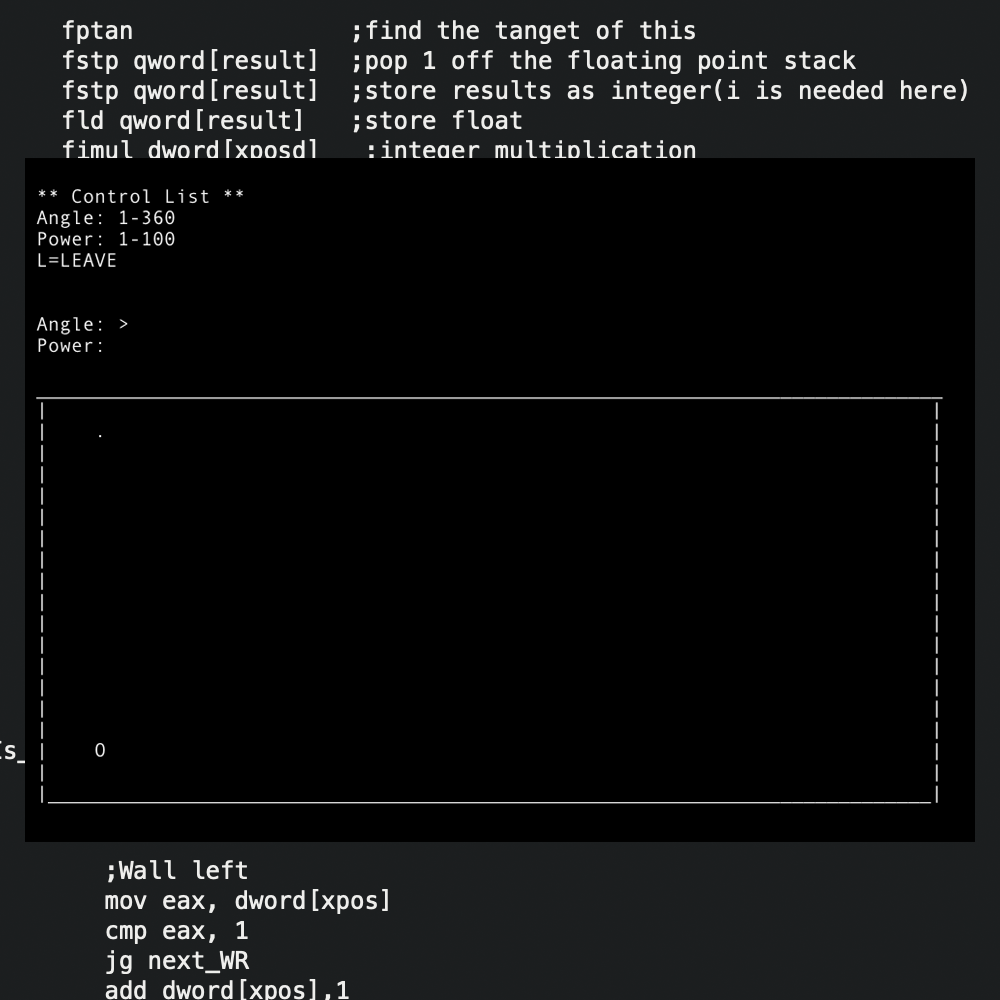 fptan ;find the tanget of this
fstp qword[result] ;pop 1 off the floating point stack
fstp qword[result] ;store results as integer(i is needed here)
fld qword[result] ;store float
fimul dword[xposd] ;integer multiplication
** Control List **
Angle: 1-360
Power: 1-100
L=LEAVE
Angle: >
Power:
.
O
;Wall left
mov eax, dword[xpos]
cmp eax, 1
jg next_WR
add dword[xpos],1